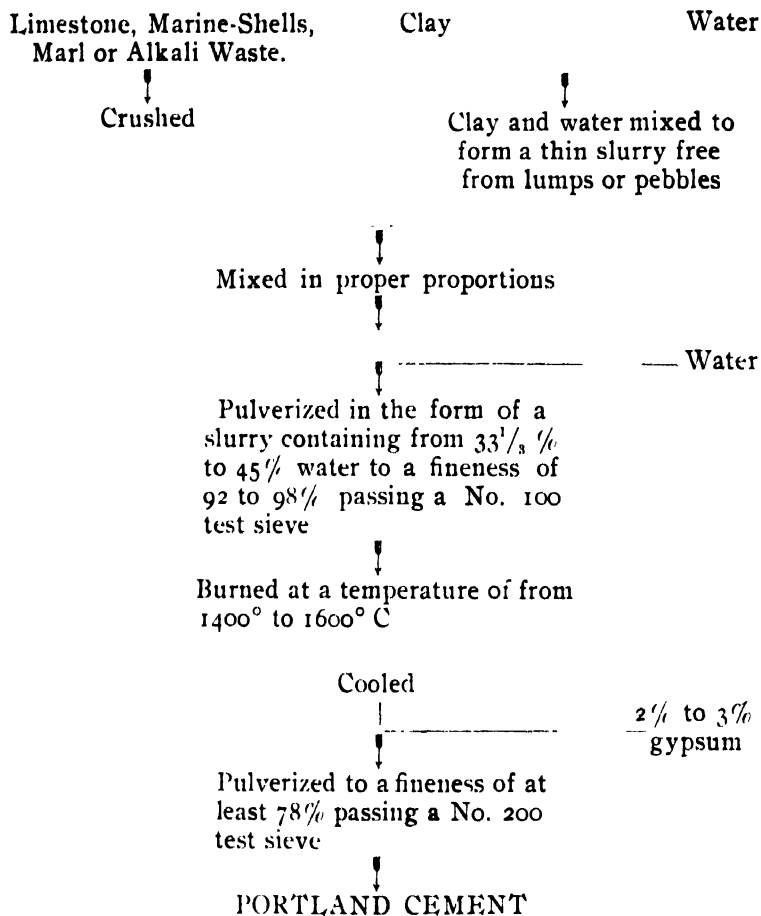 Limestone, Marine-Shells,
Marl or Alkali Waste.
Clay
Water
Crushed
Clay and water mixed to
form a thin slurry free
from lumps or pebbles
Mixed in proper proportions
Water
Pulverized in the form of a
slurry containing from 33 1/3 %
to 45% water to a fineness of
92 to 98% passing a No. 100
test sieve
Burned at a temperature of from
1400° to 1600° C
Cooled
2% to 3%
gypsum
Pulverized to a fineness of at
least 78% passing a No. 200
test sieve
PORTLAND CEMENT